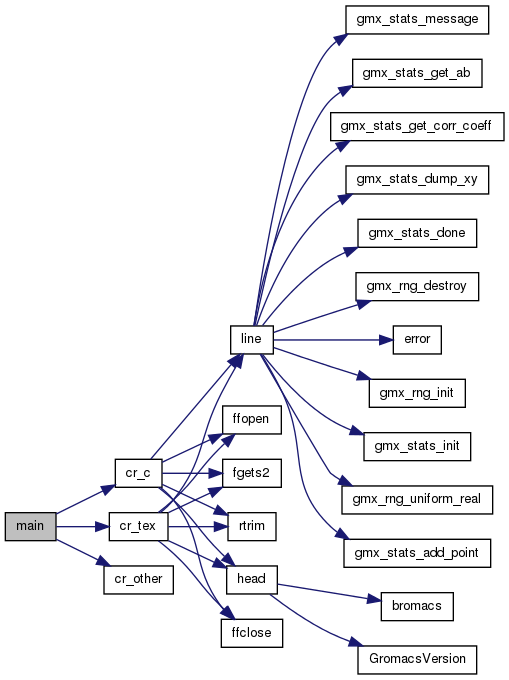 gmx_stats_message
gmx_stats_get_ab
gmx_stats_get_corr_coeff
gmx_stats_dump_xy
gmx_stats_done
gmx_rng_destroy
line
error
gmx_rng_init
ffopen
gmx_stats_init
cr_c
fgets2
gmx_rng_uniform_real
main
cr_tex
rtrim
gmx_stats_add_point
cr_other
head
bromacs
ffclose
GromacsVersion